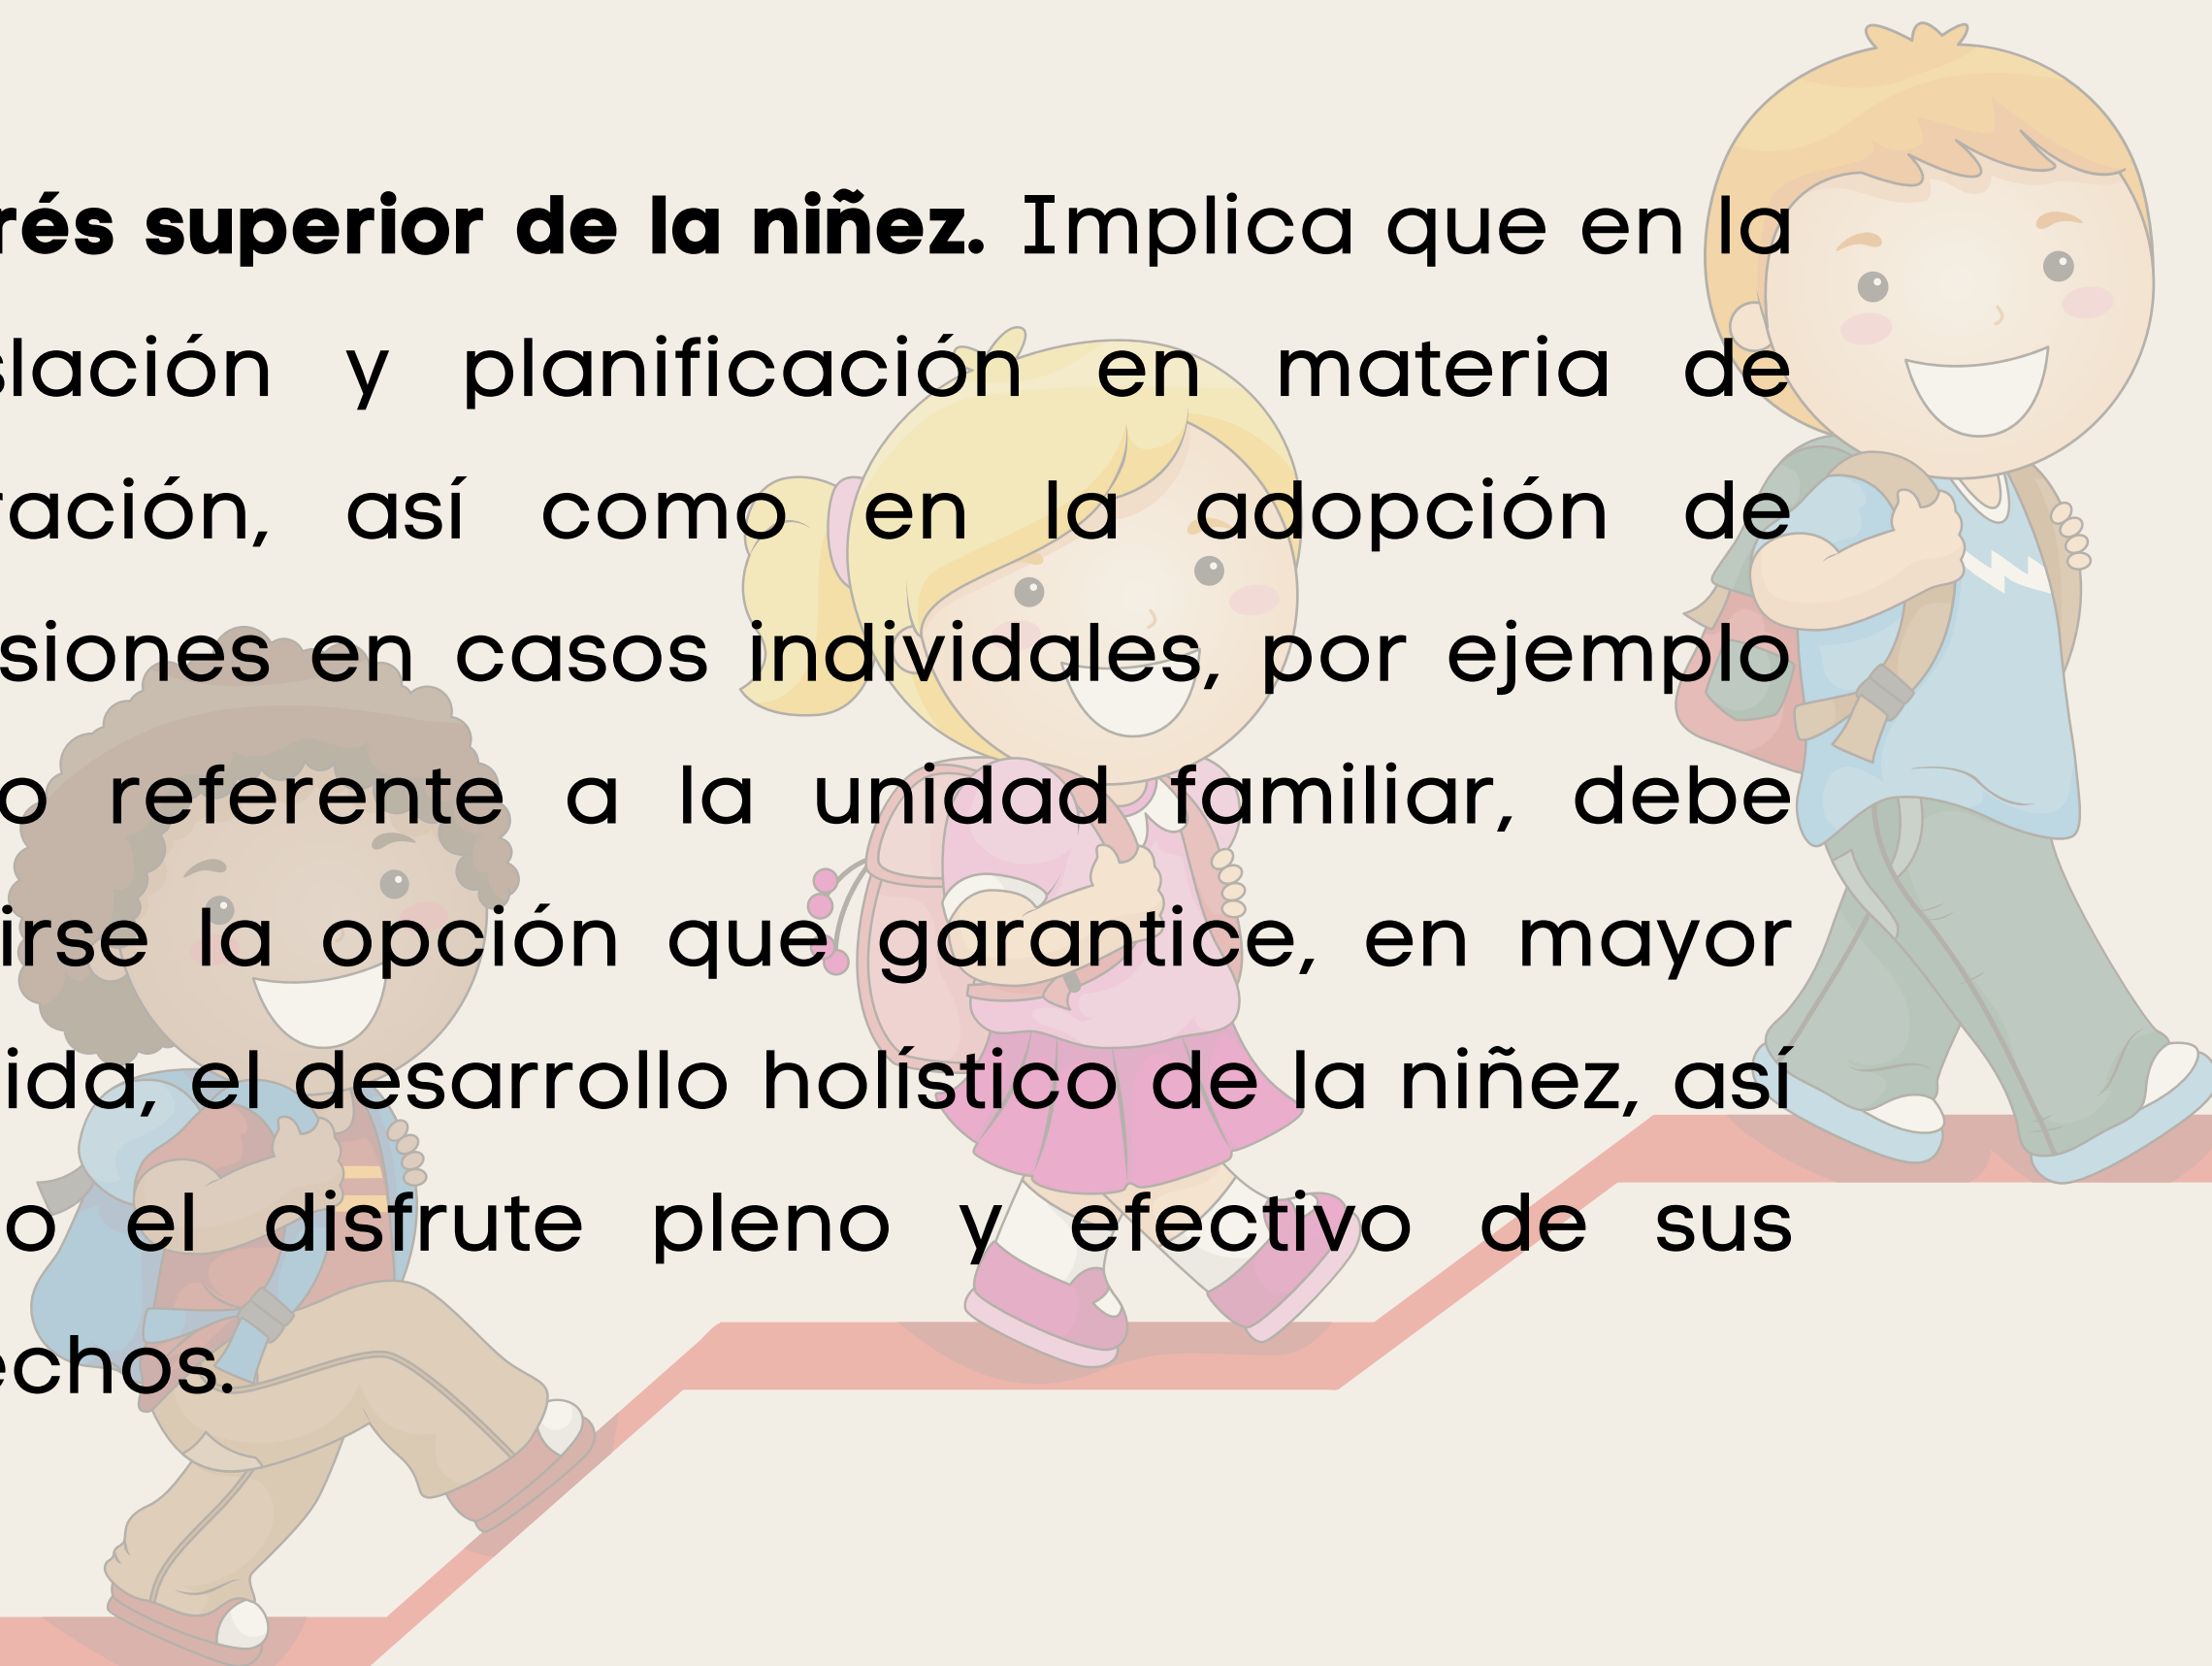 rés superior de la niñez. Implica que en la
slación y planificación en materia de
ración, así como en la adopción de
siones en casos individales, por ejemplo
o referente a la unidad familiar, debe
irse la opción que garantice, en mayor
ida, el desarrollo holístico de la niñez, así
o el disfrute pleno y efectivo de sus
echos.